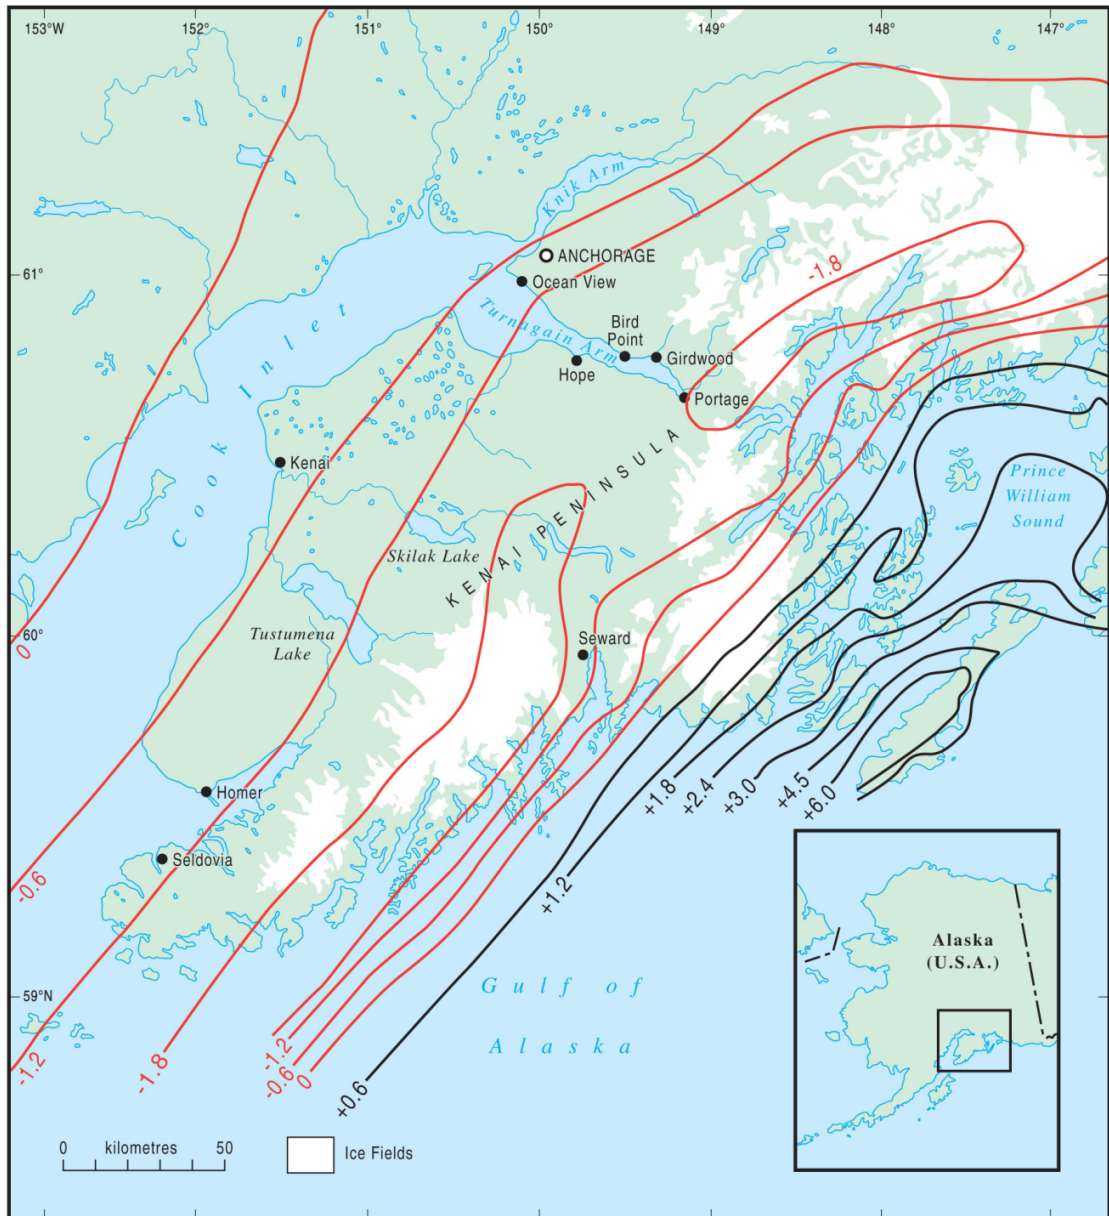 153°W 152° 151° 150° 149° 148° 147°
Knik Arm
ANCHORAGE
61°
-1.8
Ocean View
Cook Inlet
Turnagain Arm
Bird
Point
Girdwood
Hope
Portage
Kenai
KENAI PENINSULA
Prince
William
Sound
Skilak Lake
60°
0
Tustumena
Lake
Seward
Homer
+1.8
+2.4
+3.0
+4.5
+6.0
Seldovia
-0.6
+1.2
Alaska
(U.S.A.)
Gulf of
Alaska
59°N
-1.2
-1.8
-1.2
-0.6
0
+0.6
0 kilometres 50
Ice Fields